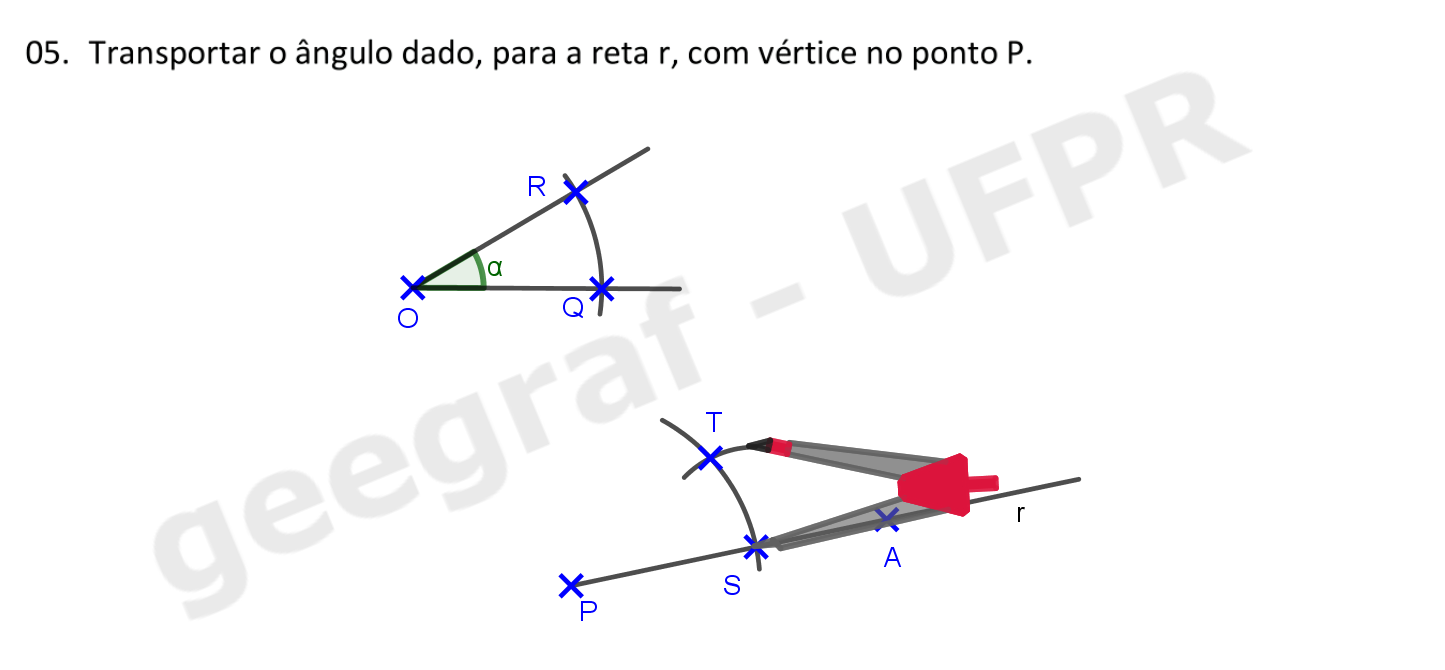 05. Transportar o ângulo dado, para a reta r, com vértice no ponto P.
geegraf - UFPR
R
α
O
Q
T
r
A
S
P